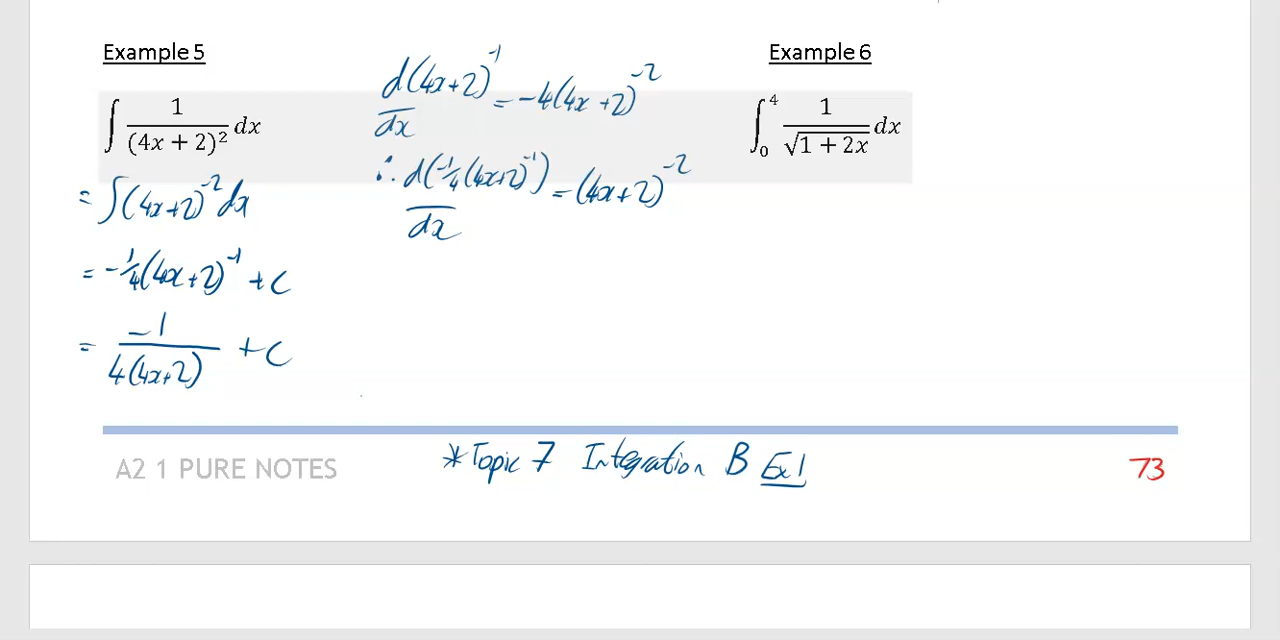 Example 5
∫ 1/(4x + 2)² dx
= ∫(4x+2)⁻² dx
= -¼(4x+2)⁻¹ + c
= -1/4(4x+2) + c
d(4x+2)⁻¹/dx = -4(4x+2)⁻²
∴ d(-¼(4x+2)⁻¹)/dx = (4x+2)⁻²
Example 6
∫₀⁴ 1/√(1 + 2x) dx
A2 1 PURE NOTES
*Topic 7 Integration B Ex1
73